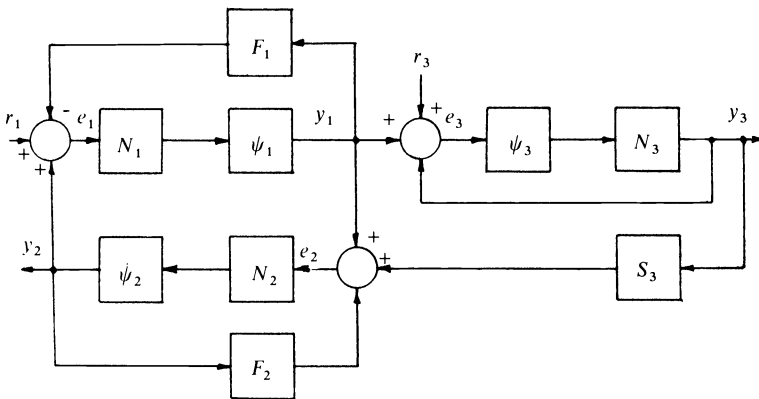 F₁
r₃
r₁ - e₁ N₁ ψ₁ y₁ + + e₃ ψ₃ N₃ y₃
+ +
y₂ ψ₂ N₂ e₂ + + S₃
F₂